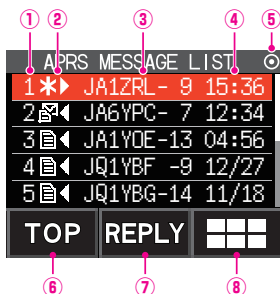 ① ② ③ ④ ⑤
APRS MESSAGE LIST
1 JA1ZRL- 9 15:36
2 JA6YPC- 7 12:34
3 JA1YOE-13 04:56
4 JQ1YBF -9 12/27
5 JQ1YBG-14 11/18
TOP REPLY
⑥ ⑦ ⑧